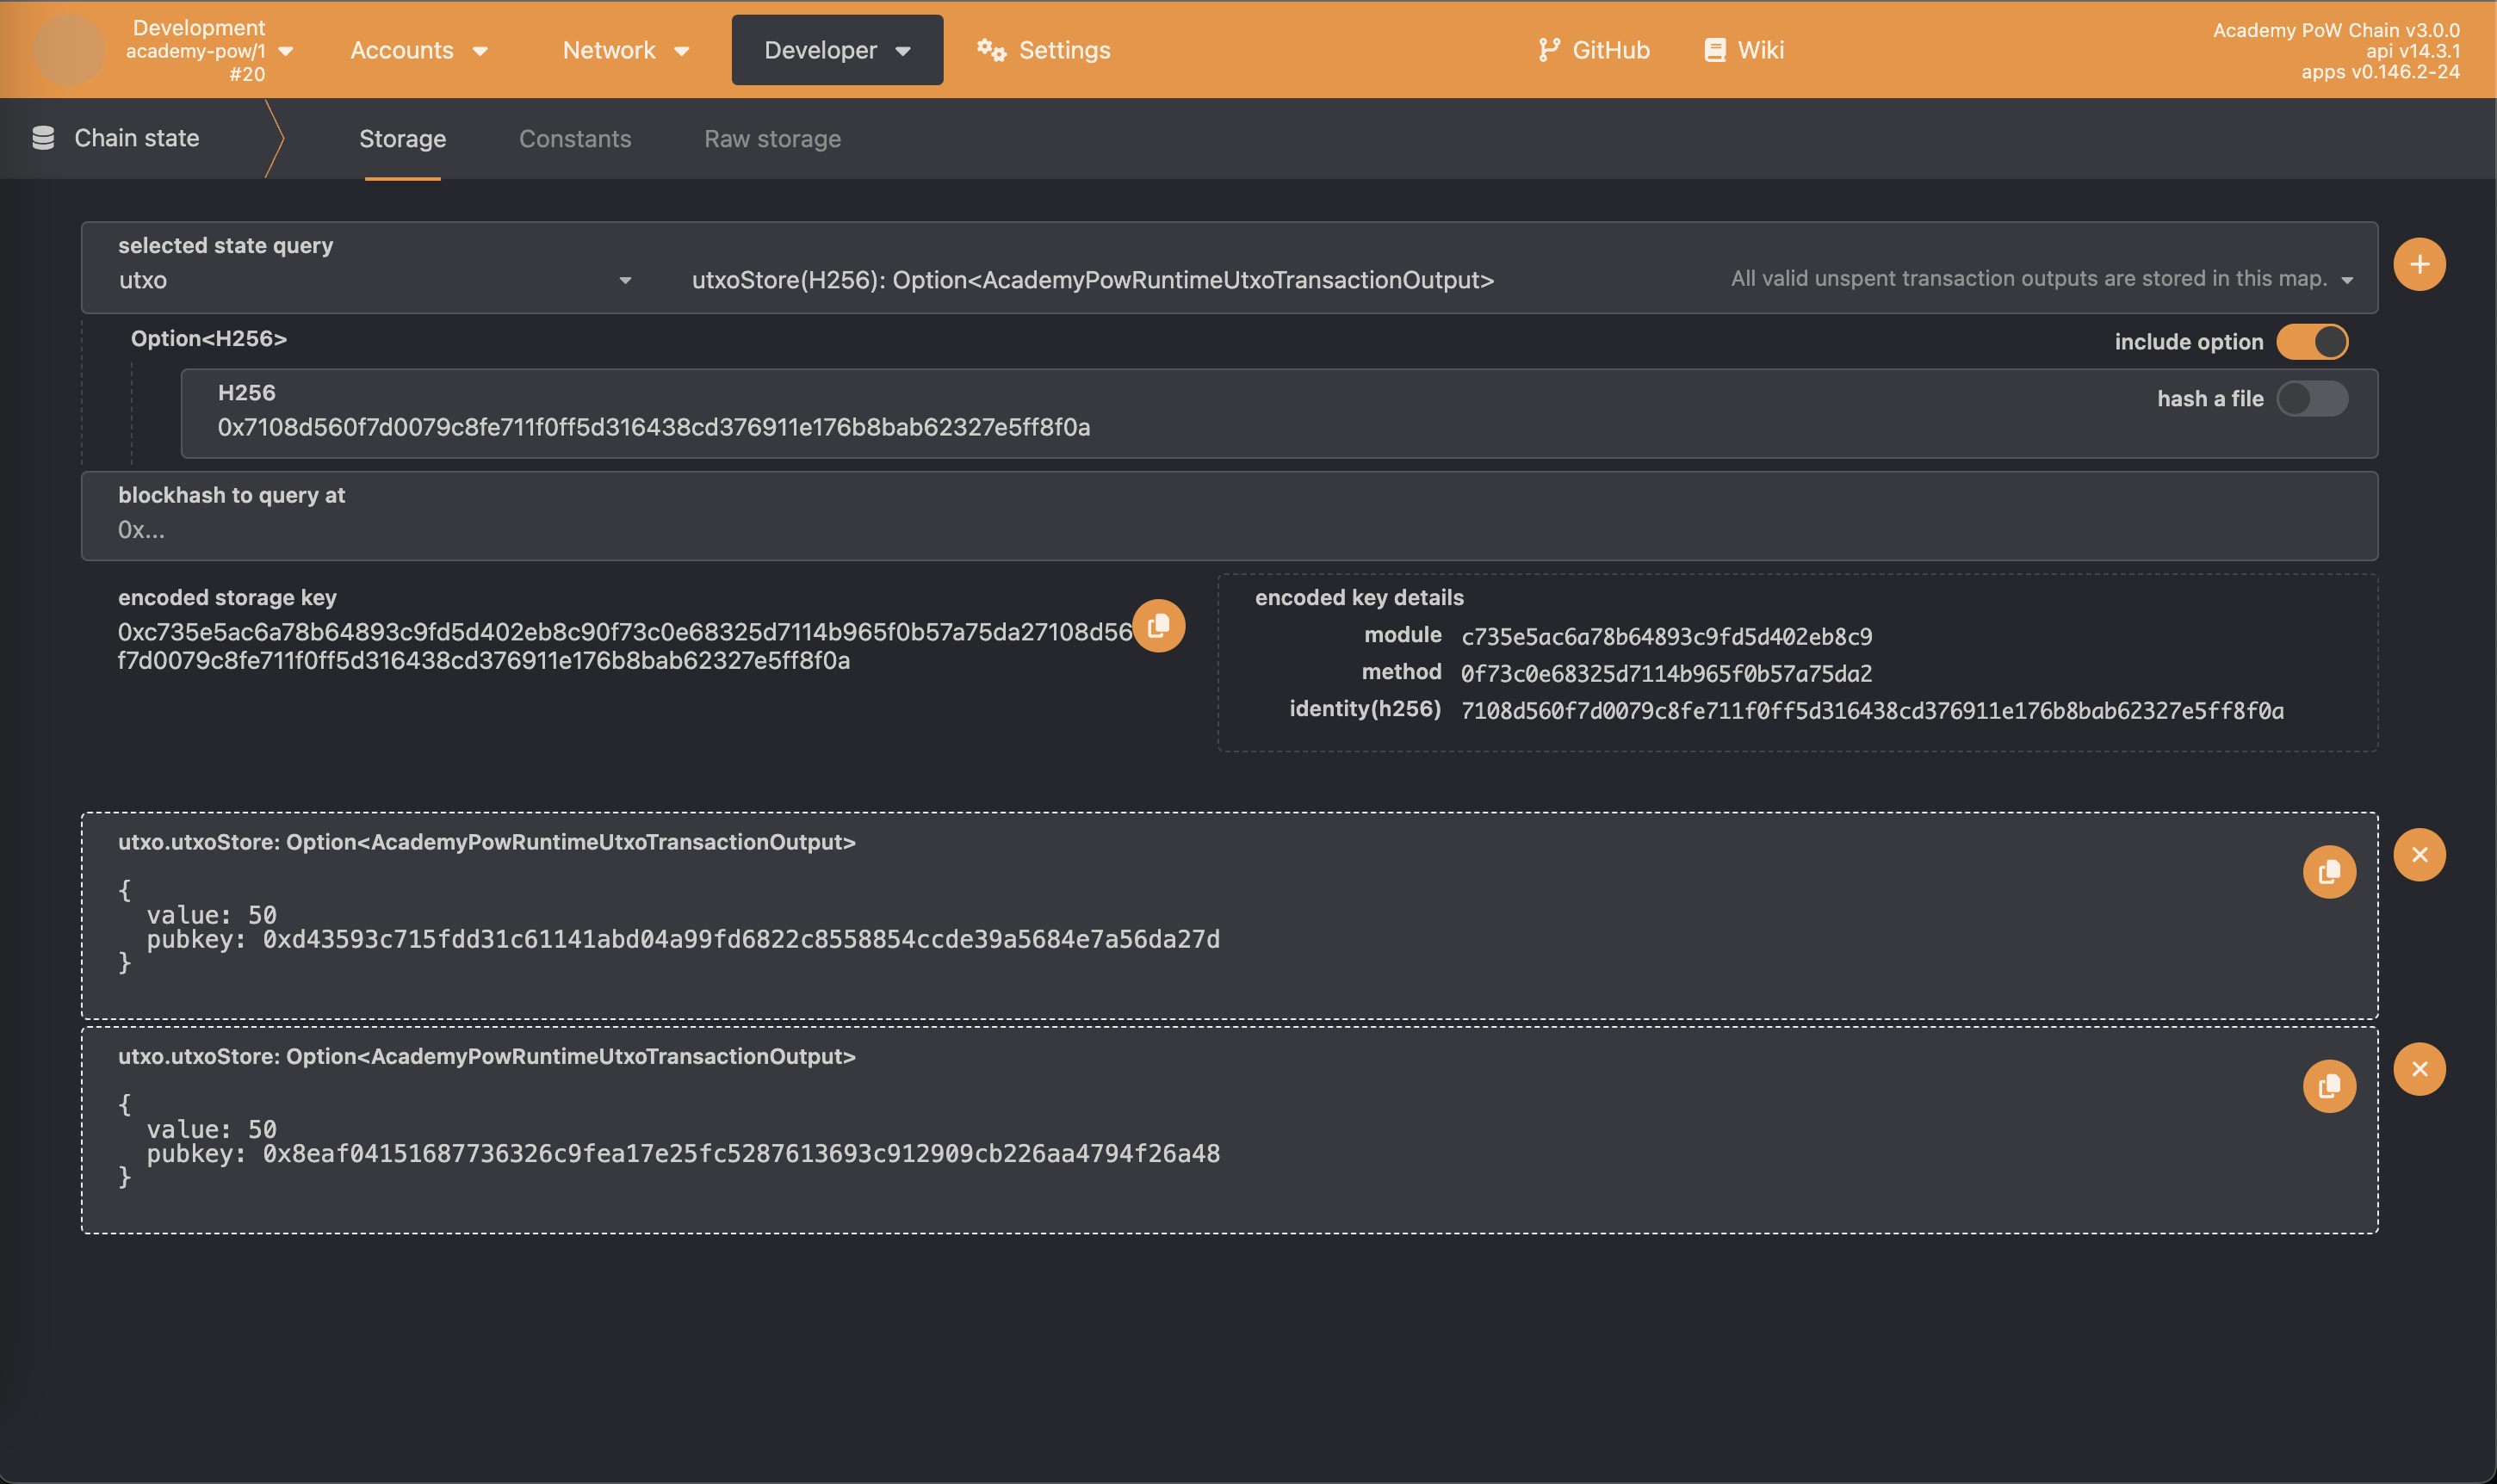 Development
academy-pow/1
#20
Accounts
Network
Developer
Settings
GitHub
Wiki
Academy PoW Chain v3.0.0
api v14.3.1
apps v0.146.2-24
Chain state
Storage
Constants
Raw storage
selected state query
utxo
utxoStore(H256): Option<AcademyPowRuntimeUtxoTransactionOutput>
All valid unspent transaction outputs are stored in this map.
Option<H256>
include option
H256
0x7108d560f7d0079c8fe711f0ff5d316438cd376911e176b8bab62327e5ff8f0a
hash a file
blockhash to query at
0x...
encoded storage key
0xc735e5ac6a78b64893c9fd5d402eb8c90f73c0e68325d7114b965f0b57a75da27108d56
f7d0079c8fe711f0ff5d316438cd376911e176b8bab62327e5ff8f0a
encoded key details
module c735e5ac6a78b64893c9fd5d402eb8c9
method 0f73c0e68325d7114b965f0b57a75da2
identity(h256) 7108d560f7d0079c8fe711f0ff5d316438cd376911e176b8bab62327e5ff8f0a
utxo.utxoStore: Option<AcademyPowRuntimeUtxoTransactionOutput>
{
value: 50
pubkey: 0xd43593c715fdd31c61141abd04a99fd6822c8558854ccde39a5684e7a56da27d
}
utxo.utxoStore: Option<AcademyPowRuntimeUtxoTransactionOutput>
{
value: 50
pubkey: 0x8eaf04151687736326c9fea17e25fc5287613693c912909cb226aa4794f26a48
}